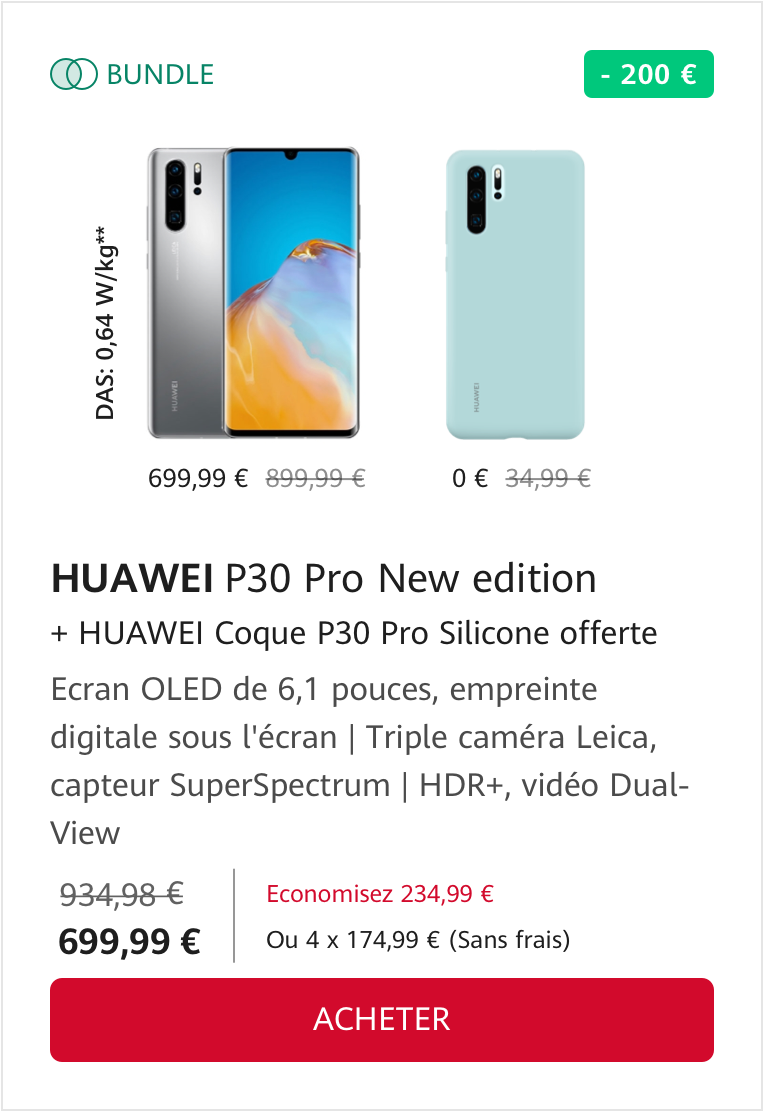 BUNDLE
- 200 €
DAS: 0,64 W/kg**
HUAWEI
HUAWEI
699,99 € 899,99 €
0 € 34,99 €
HUAWEI P30 Pro New edition
+ HUAWEI Coque P30 Pro Silicone offerte
Ecran OLED de 6,1 pouces, empreinte
digitale sous l'écran | Triple caméra Leica,
capteur SuperSpectrum | HDR+, vidéo Dual-
View
934,98 €
699,99 €
Economisez 234,99 €
Ou 4 x 174,99 € (Sans frais)
ACHETER